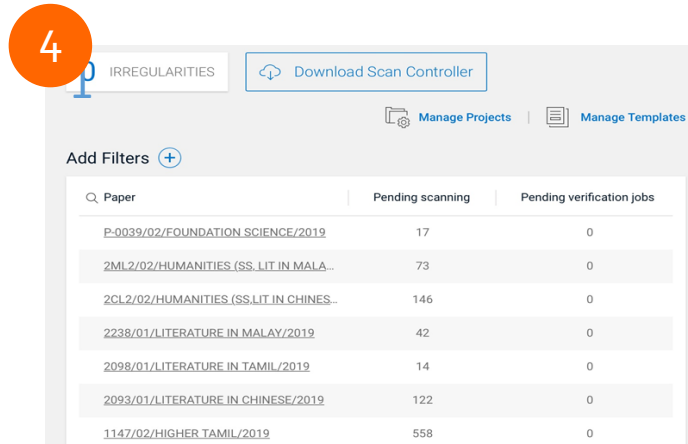 4
0 IRREGULARITIES
Download Scan Controller
Manage Projects | Manage Templates
Add Filters +
Paper Pending scanning Pending verification jobs
P-0039/02/FOUNDATION SCIENCE/2019 17 0
2ML2/02/HUMANITIES (SS, LIT IN MALA... 73 0
2CL2/02/HUMANITIES (SS,LIT IN CHINES... 146 0
2238/01/LITERATURE IN MALAY/2019 42 0
2098/01/LITERATURE IN TAMIL/2019 14 0
2093/01/LITERATURE IN CHINESE/2019 122 0
1147/02/HIGHER TAMIL/2019 558 0